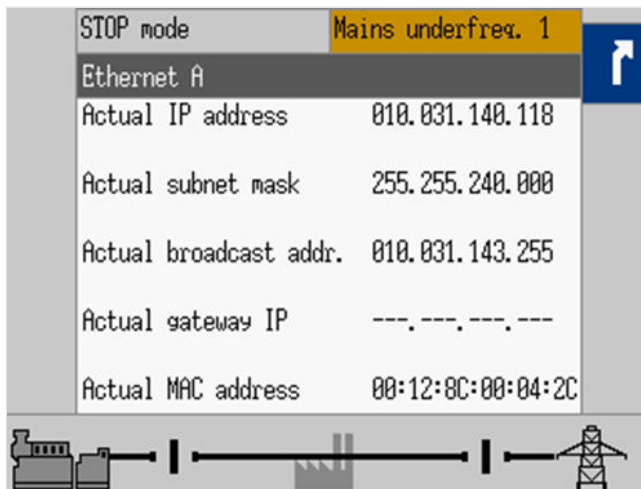 STOP mode Mains underfreq. 1
Ethernet A
Actual IP address 010.031.140.118
Actual subnet mask 255.255.240.000
Actual broadcast addr. 010.031.143.255
Actual gateway IP ---.---.---.---
Actual MAC address 00:12:8C:00:04:2C